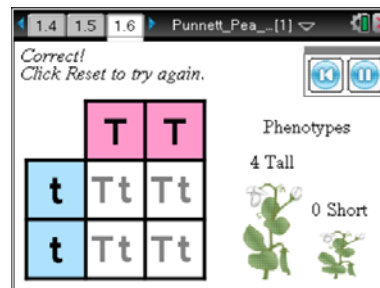 1.4 1.5 1.6 Punnett_Pea_...[1]
Correct!
Click Reset to try again.
T T
Phenotypes
4 Tall
t Tt Tt
0 Short
t Tt Tt